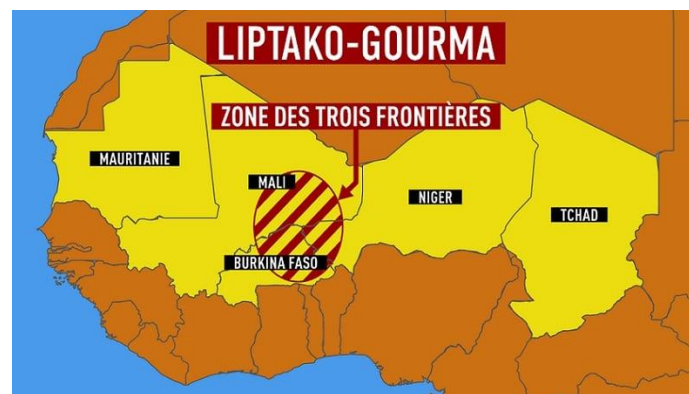 LIPTAKO-GOURMA
ZONE DES TROIS FRONTIÈRES
MAURITANIE
MALI
NIGER
TCHAD
BURKINA FASO